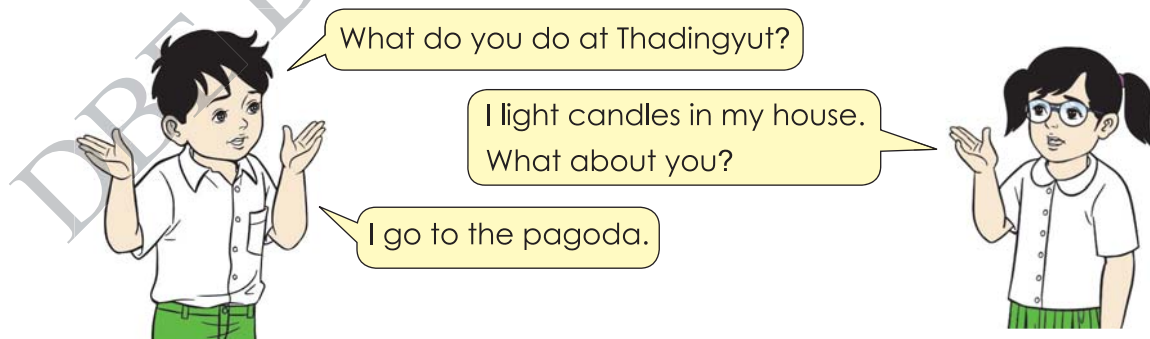 What do you do at Thadingyut?
I light candles in my house.
What about you?
I go to the pagoda.